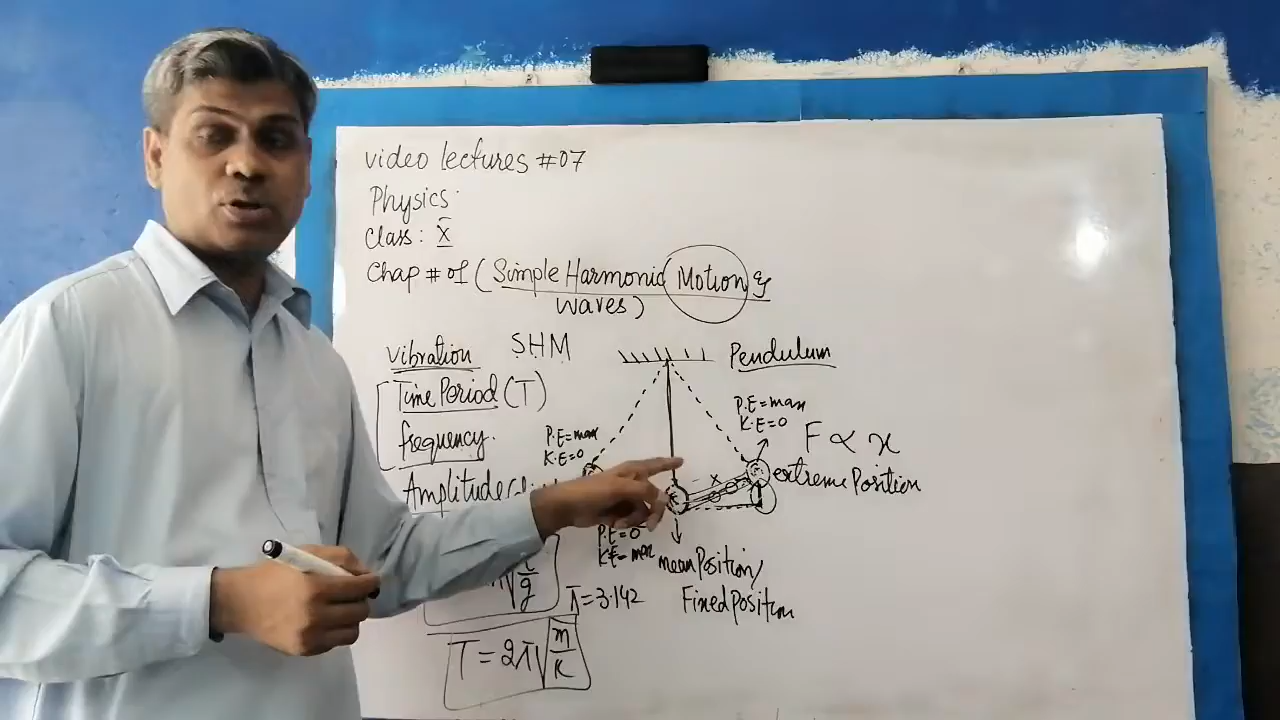 Video lectures #07
Physics
Class: X
Chap # 01 (Simple Harmonic Motion &
waves)
Vibration SHM
Time Period (T)
frequency.
Amplitude
Pendulum
P.E=max
K.E=0
P.E=max
K.E=0
F ∝ x
x
extreme Position
P.E=0
K.E=max
mean Position/
Fixed Position
√l/g
π=3.142
T = 2π√m/k